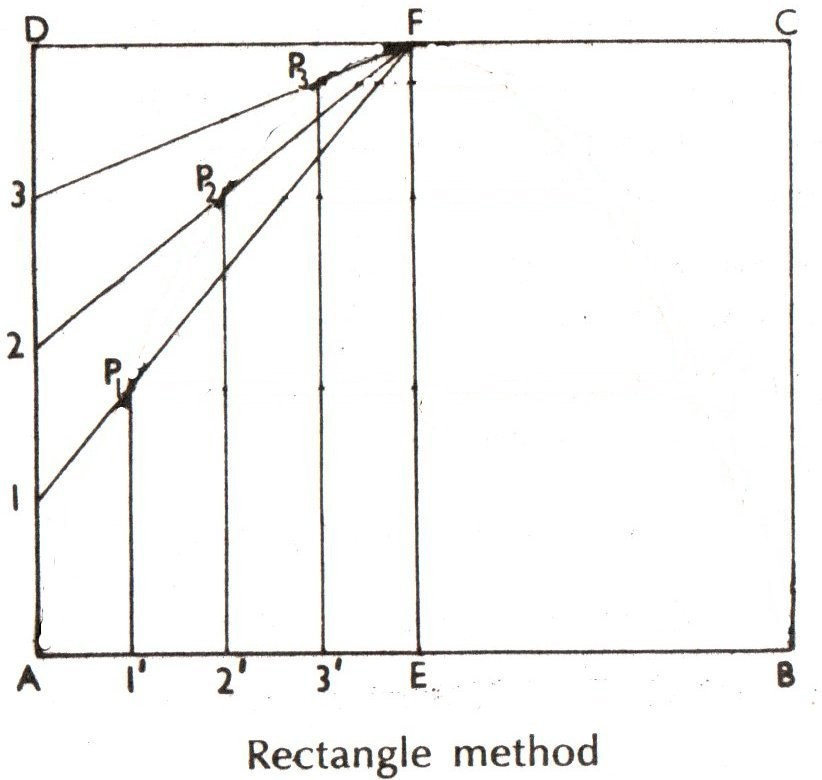 D F C
P3
3
P2
2
P1
1
A 1' 2' 3' E B
Rectangle method